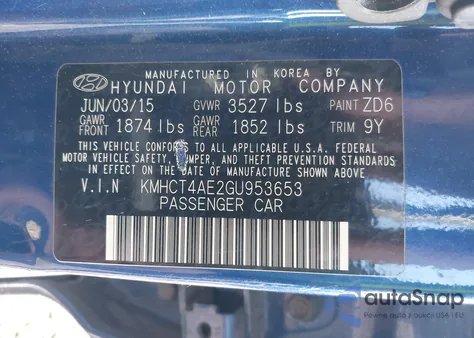 MANUFACTURED IN KOREA BY
HYUNDAI MOTOR COMPANY
JUN/03/15 GVWR 3527 lbs PAINT ZD6
GAWR FRONT 1874 lbs GAWR REAR 1852 lbs TRIM 9Y
THIS VEHICLE CONFORMS TO ALL APPLICABLE U.S.A. FEDERAL
MOTOR VEHICLE SAFETY, BUMPER, AND THEFT PREVENTION STANDARDS
IN EFFECT ON THE DATE OF MANUFACTURE SHOWN ABOVE.
V.I.N KMHCT4AE2GU953653
PASSENGER CAR
autoSnap